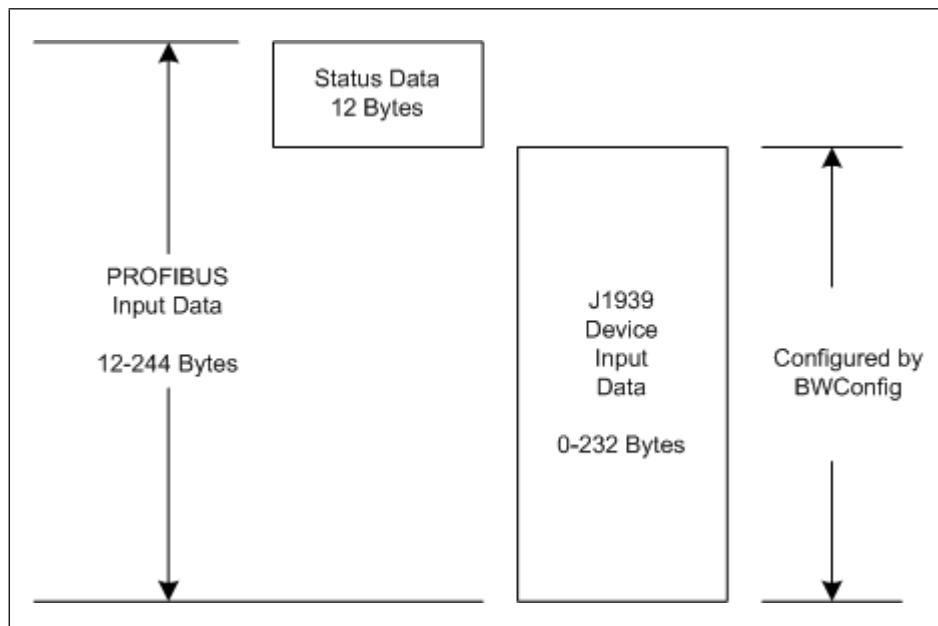 Status Data
12 Bytes
PROFIBUS
Input Data
12-244 Bytes
J1939
Device
Input
Data
0-232 Bytes
Configured by
BWConfig